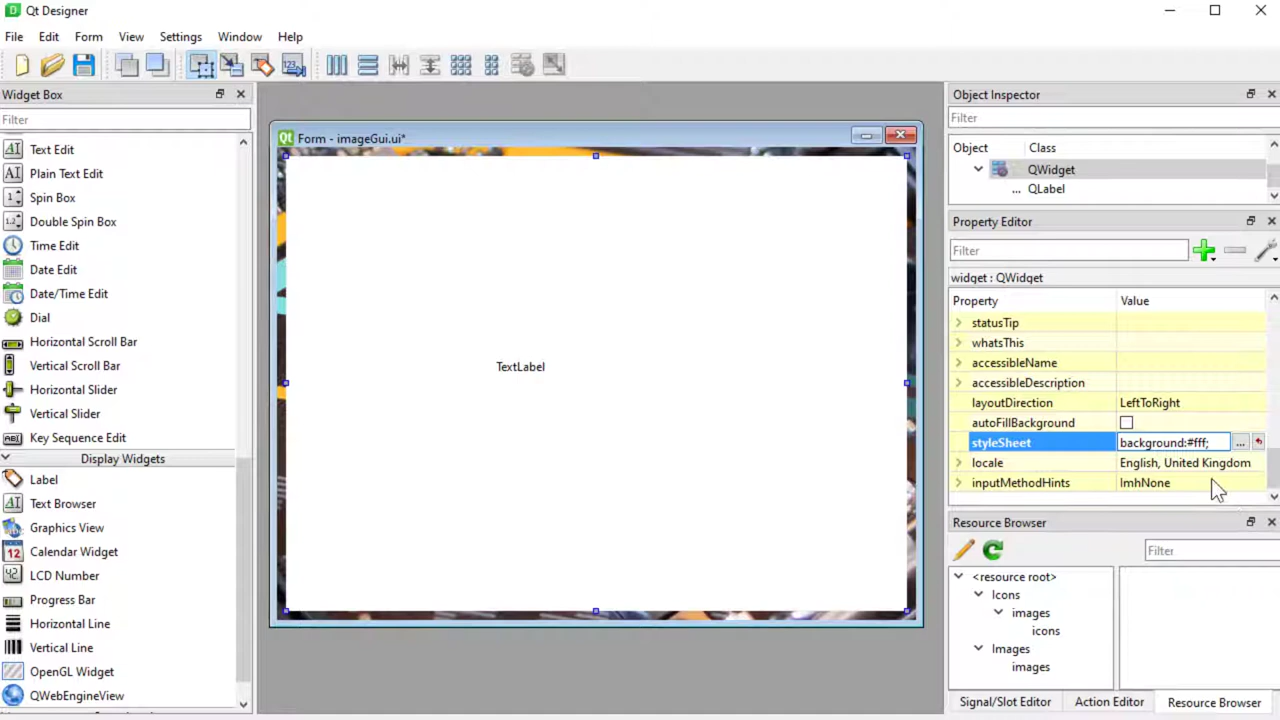 Qt Designer
File Edit Form View Settings Window Help
Widget Box
Filter
Text Edit
Plain Text Edit
Spin Box
Double Spin Box
Time Edit
Date Edit
Date/Time Edit
Dial
Horizontal Scroll Bar
Vertical Scroll Bar
Horizontal Slider
Vertical Slider
Key Sequence Edit
Display Widgets
Label
Text Browser
Graphics View
Calendar Widget
LCD Number
Progress Bar
Horizontal Line
Vertical Line
OpenGL Widget
QWebEngineView
Form - imageGui.ui*
TextLabel
Object Inspector
Filter
Object Class
QWidget
... QLabel
Property Editor
Filter
widget : QWidget
Property Value
statusTip
whatsThis
accessibleName
accessibleDescription
layoutDirection LeftToRight
autoFillBackground
styleSheet background:#fff; ...
locale English, United Kingdom
inputMethodHints ImhNone
Resource Browser
Filter
<resource root>
Icons
images
icons
Images
images
Signal/Slot Editor Action Editor Resource Browser